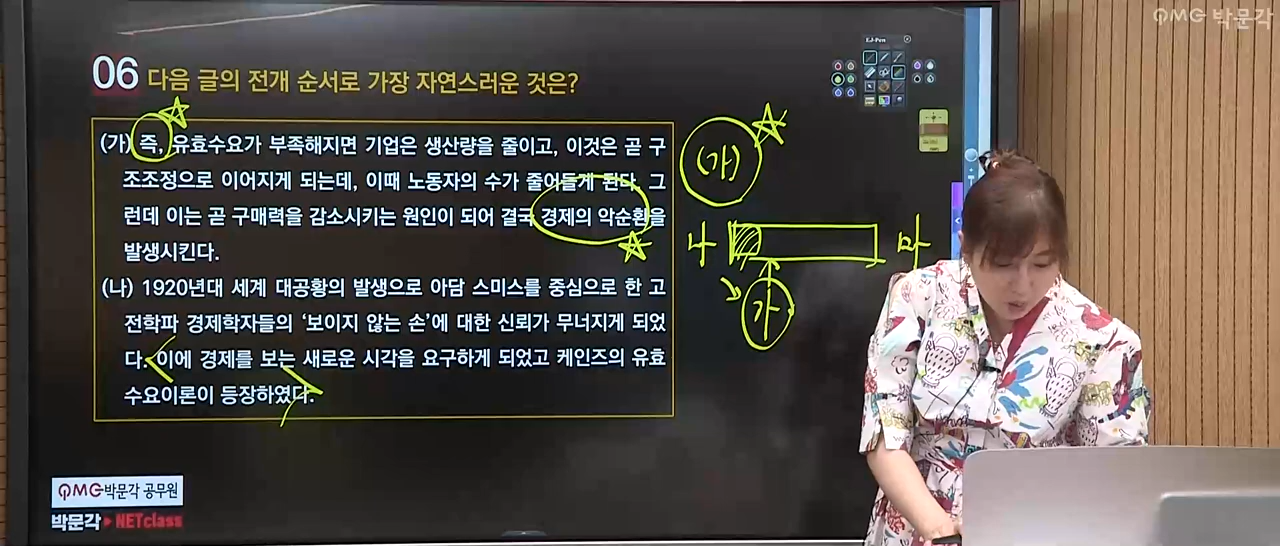 QMG 박문각
EJ-Pen
06 다음 글의 전개 순서로 가장 자연스러운 것은?
(가) 즉, 유효수요가 부족해지면 기업은 생산량을 줄이고, 이것은 곧 구
조조정으로 이어지게 되는데, 이때 노동자의 수가 줄어들게 된다. 그
런데 이는 곧 구매력을 감소시키는 원인이 되어 결국 경제의 악순환을
발생시킨다.
(나) 1920년대 세계 대공황의 발생으로 아담 스미스를 중심으로 한 고
전학파 경제학자들의 '보이지 않는 손'에 대한 신뢰가 무너지게 되었
다. 이에 경제를 보는 새로운 시각을 요구하게 되었고 케인즈의 유효
수요이론이 등장하였다.
(가)
나
마
가
QMG 박문각 공무원
박문각 NETclass